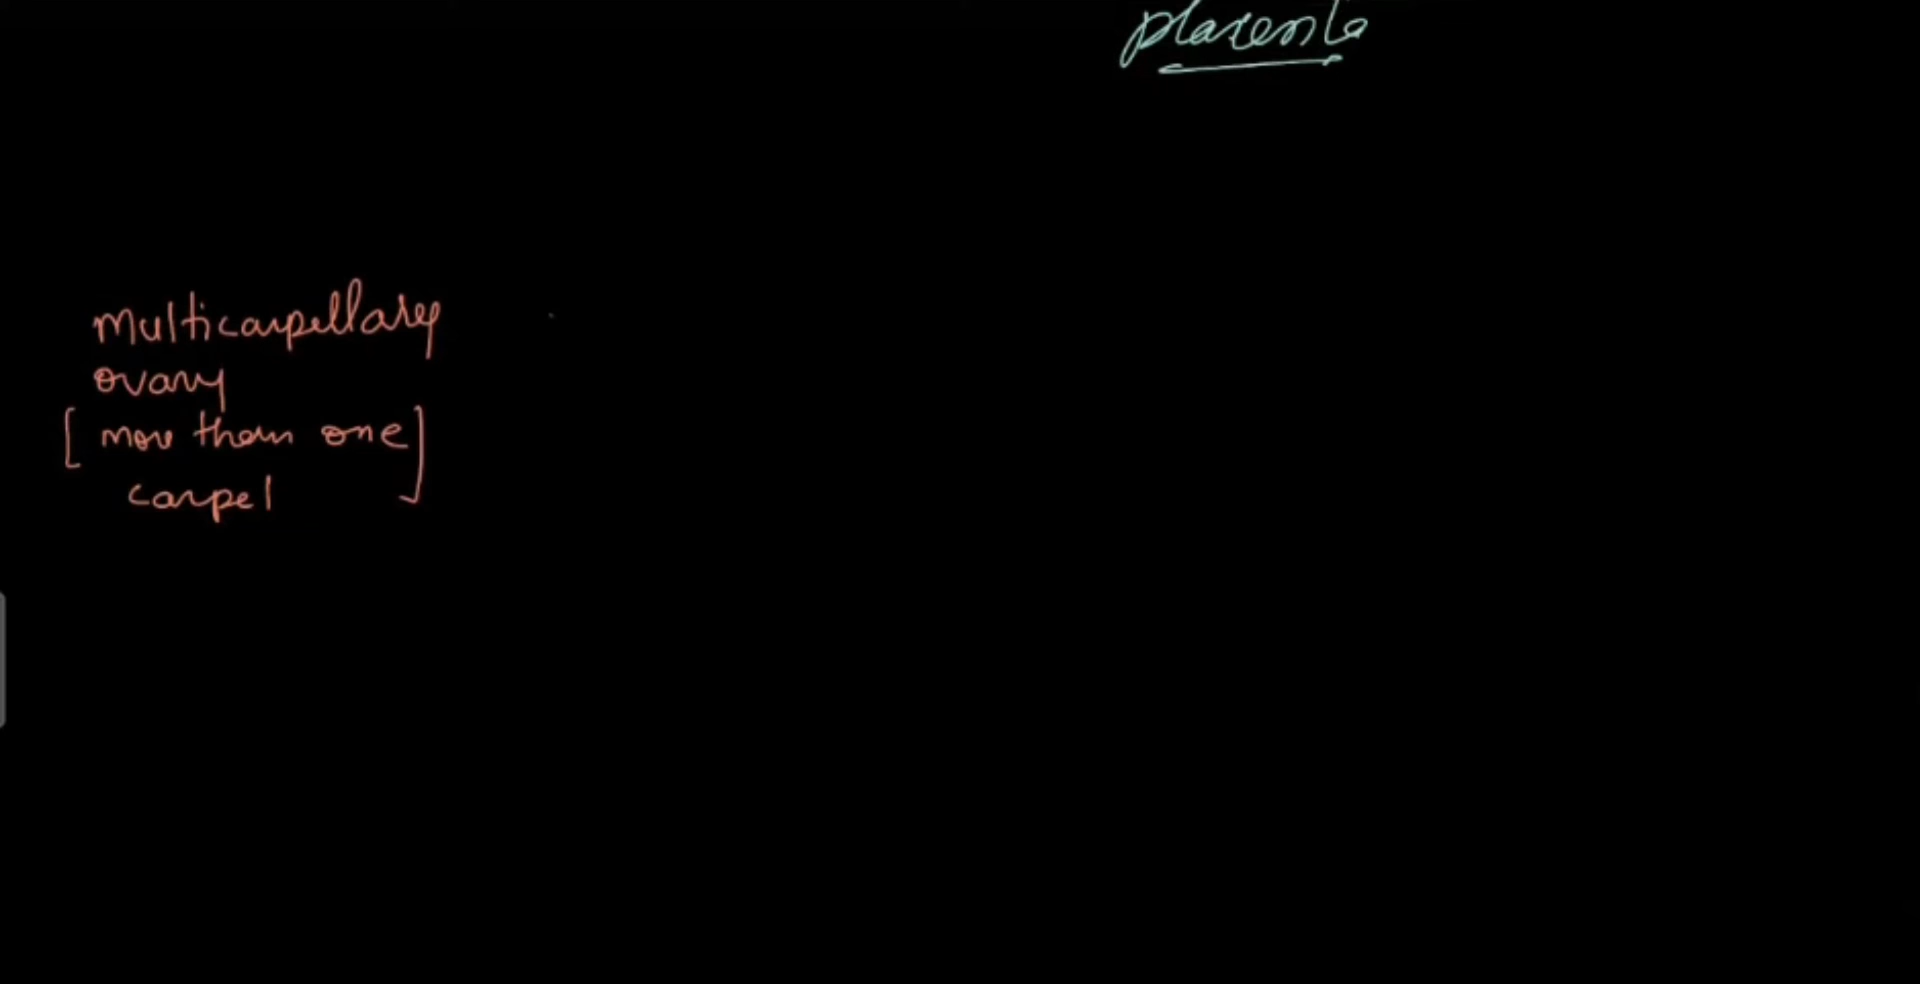 placenta
multicarpellary
ovary
[more than one]
carpel